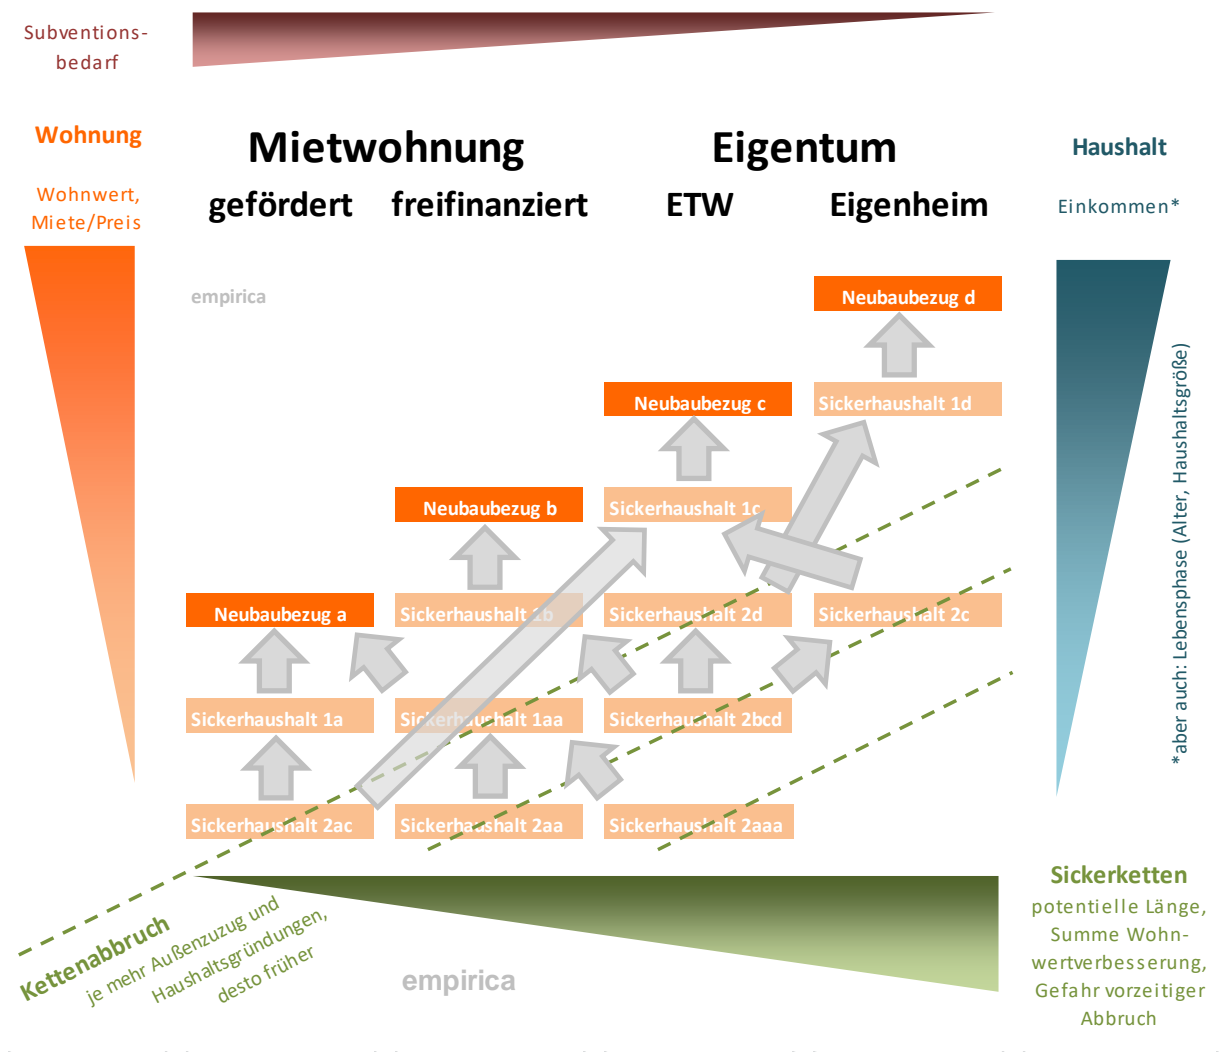 Subventions-
bedarf
Wohnung
Wohnwert,
Miete/Preis
Mietwohnung
Eigentum
gefördert
freifinanziert
ETW
Eigenheim
Haushalt
Einkommen*
empirica
Neubaubezug d
Neubaubezug c
Sickerhaushalt 1d
Neubaubezug b
Sickerhaushalt 1c
Neubaubezug a
Sickerhaushalt 1b
Sickerhaushalt 2d
Sickerhaushalt 2c
Sickerhaushalt 1a
Sickerhaushalt 1aa
Sickerhaushalt 2bcd
Sickerhaushalt 2ac
Sickerhaushalt 2aa
Sickerhaushalt 2aaa
*aber auch: Lebensphase (Alter, Haushaltsgröße)
Kettenabbruch
je mehr Außenzuzug und
Haushaltsgründungen,
desto früher
empirica
Sickerketten
potentielle Länge,
Summe Wohn-
wertverbesserung,
Gefahr vorzeitiger
Abbruch